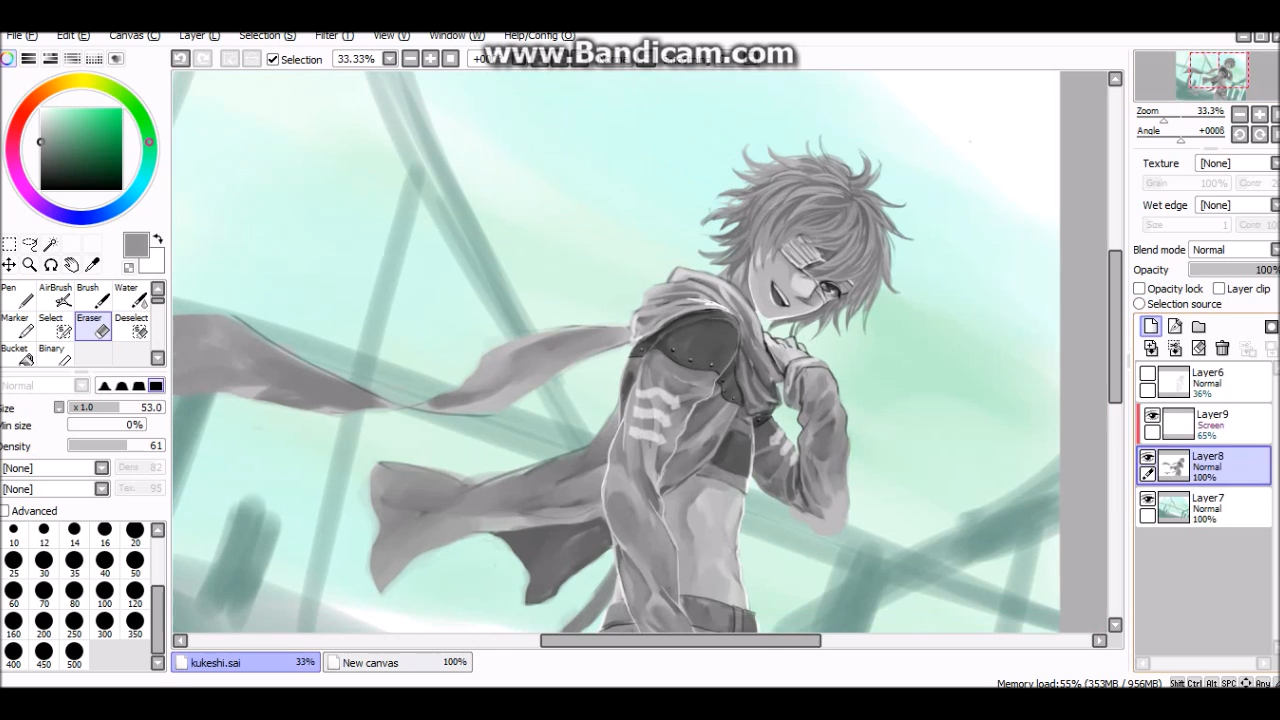 www.Bandicam.com
File (F) Edit (E) Canvas (C) Layer (L) Selection (S) Filter (T) View (V) Window (W) Help/Config (O)
Selection 33.33%
Zoom 33.3%
Angle +0008
Texture [None]
Grain 100%
Wet edge [None]
Size 1
Blend mode Normal
Opacity 100%
Opacity lock Layer clip
Selection source
Pen AirBrush Brush Water
Marker Select Eraser Deselect
Bucket Binary
Normal
Size x 1.0 53.0
Min size 0%
Density 61
[None] Dens 82
[None] Tex. 95
Advanced
10 12 14 16 20
25 30 35 40 50
60 70 80 100 120
160 200 250 300 350
400 450 500
Layer6
Normal
36%
Layer9
Screen
65%
Layer8
Normal
100%
Layer7
Normal
100%
kukeshi.sai 33% New canvas 100%
Memory load:55% (353MB / 956MB) Shift Ctrl Alt SPC Any